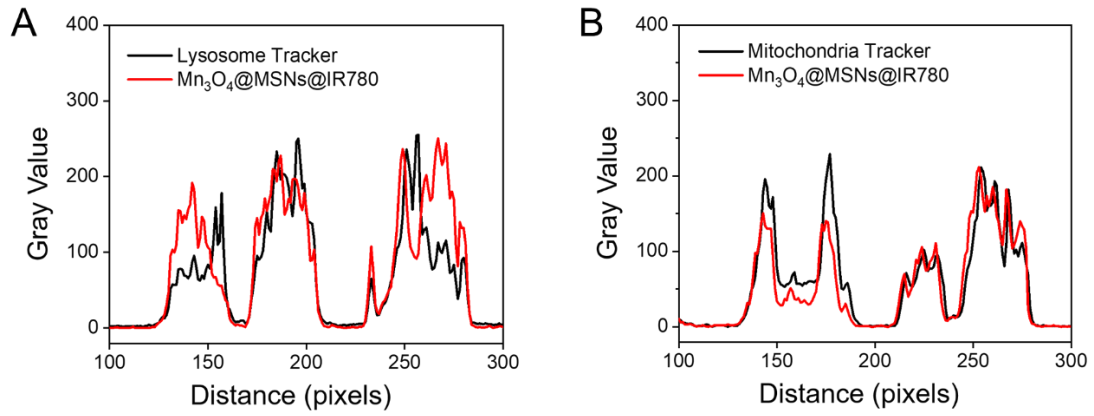 A
400
300
200
100
0
Gray Value
Lysosome Tracker
Mn₃O₄@MSNs@IR780
100 150 200 250 300
Distance (pixels)
B
400
300
200
100
0
Gray Value
Mitochondria Tracker
Mn₃O₄@MSNs@IR780
100 150 200 250 300
Distance (pixels)